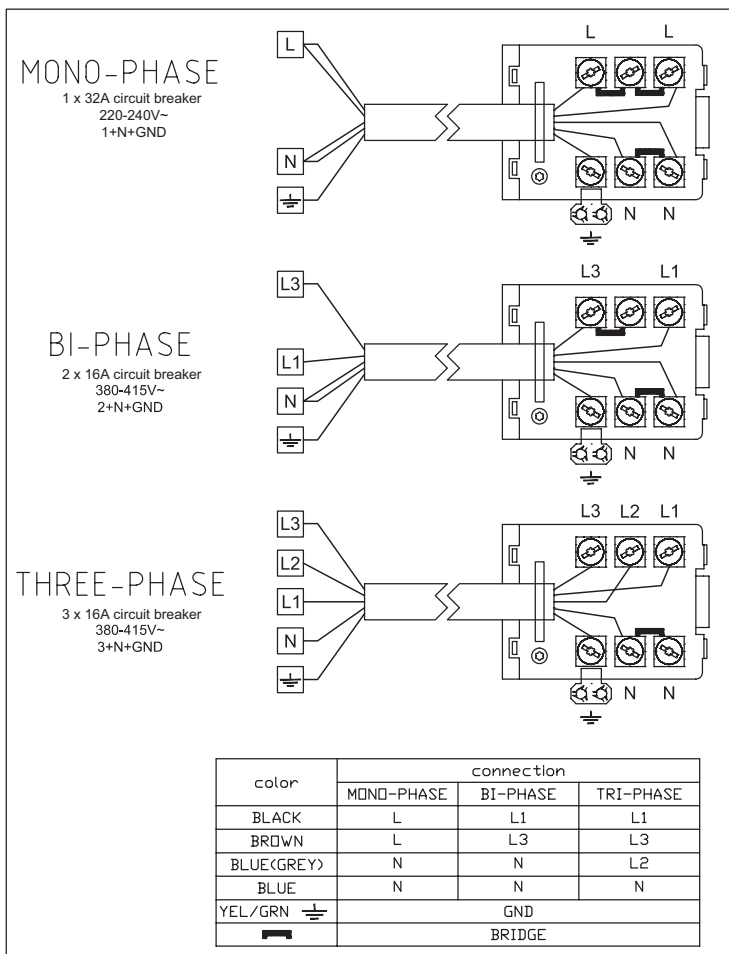 L L L
MONO-PHASE
1 x 32A circuit breaker
220-240V~
1+N+GND
N
N N
L3 L3 L1
BI-PHASE
2 x 16A circuit breaker
380-415V~
2+N+GND
L1
N
N N
L3 L3 L2 L1
L2
THREE-PHASE
3 x 16A circuit breaker
380-415V~
3+N+GND
L1
N
N N
color connection
MONO-PHASE BI-PHASE TRI-PHASE
BLACK L L1 L1
BROWN L L3 L3
BLUE(GREY) N N L2
BLUE N N N
YEL/GRN GND
BRIDGE